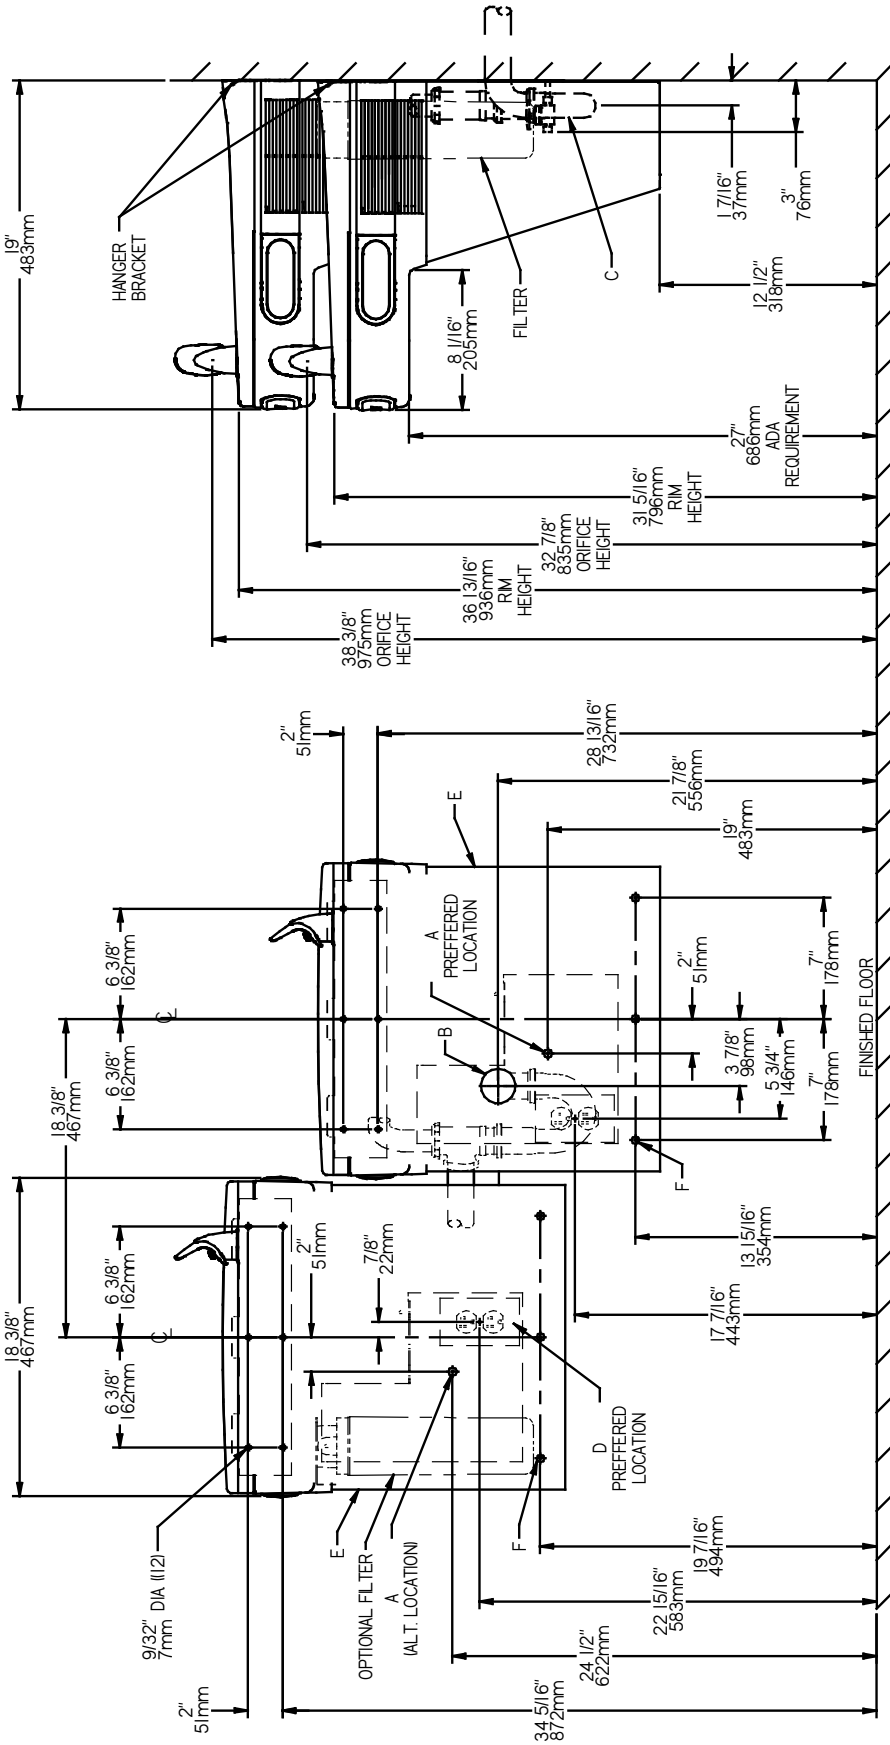 18 3/8"
467mm
6 3/8"
162mm
6 3/8"
162mm
18 3/8"
467mm
6 3/8"
162mm
6 3/8"
162mm
19"
483mm
9/32" DIA (12)
7mm
2"
51mm
℄
℄
HANGER
BRACKET
2"
51mm
2"
51mm
7/8"
22mm
E
OPTIONAL FILTER
A
(ALT. LOCATION)
A
PREFFERED
LOCATION
B
E
38 3/8"
975mm
ORIFICE
HEIGHT
36 13/16"
936mm
RIM
HEIGHT
32 7/8"
835mm
ORIFICE
HEIGHT
31 5/16"
796mm
RIM
HEIGHT
8 1/16"
205mm
FILTER
C
F
D
PREFFERED
LOCATION
F
34 5/16"
872mm
24 1/2"
622mm
22 15/16"
583mm
19 7/16"
494mm
17 7/16"
443mm
13 15/16"
354mm
28 13/16"
732mm
21 7/8"
556mm
19"
483mm
2"
51mm
3 7/8"
98mm
5 3/4"
146mm
7"
178mm
7"
178mm
27"
686mm
ADA
REQUIREMENT
12 1/2"
318mm
1 7/16"
37mm
3"
76mm
FINISHED FLOOR